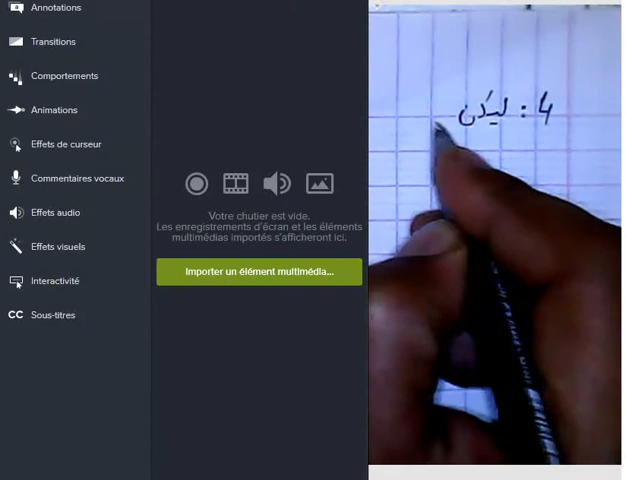 Annotations
Transitions
Comportements
Animations
Effets de curseur
Commentaires vocaux
Effets audio
Effets visuels
Interactivité
CC Sous-titres
Votre chutier est vide.
Les enregistrements d'écran et les éléments
multimédias importés s'afficheront ici.
Importer un élément multimédia...
4 : ليكن